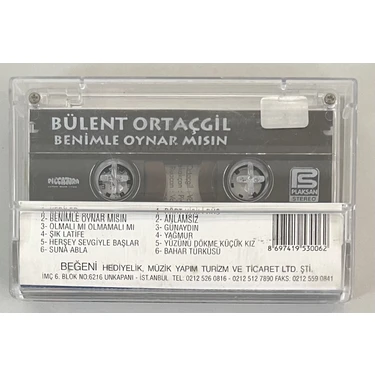 BÜLENT ORTAÇGİL
BENİMLE OYNAR MISIN
PLAKSAN
STEREO
2- BENİMLE OYNAR MISIN
3- OLMALI MI OLMAMALI MI
4- ŞIK LATİFE
5- HERŞEY SEVGİYLE BAŞLAR
6- SUNA ABLA
2- ANLAMSIZ
3- GÜNAYDIN
4- YAĞMUR
5- YÜZÜNÜ DÖKME KÜÇÜK KIZ
6- BAHAR TÜRKÜSÜ
8 697419 530062
BEĞENİ HEDİYELİK, MÜZİK YAPIM TURİZM VE TİCARET LTD. ŞTİ.
İMÇ 6. BLOK NO.6216 UNKAPANI - İSTANBUL TEL: 0212 526 0816 - 0212 512 7890 FAKS. 0212 559 0841